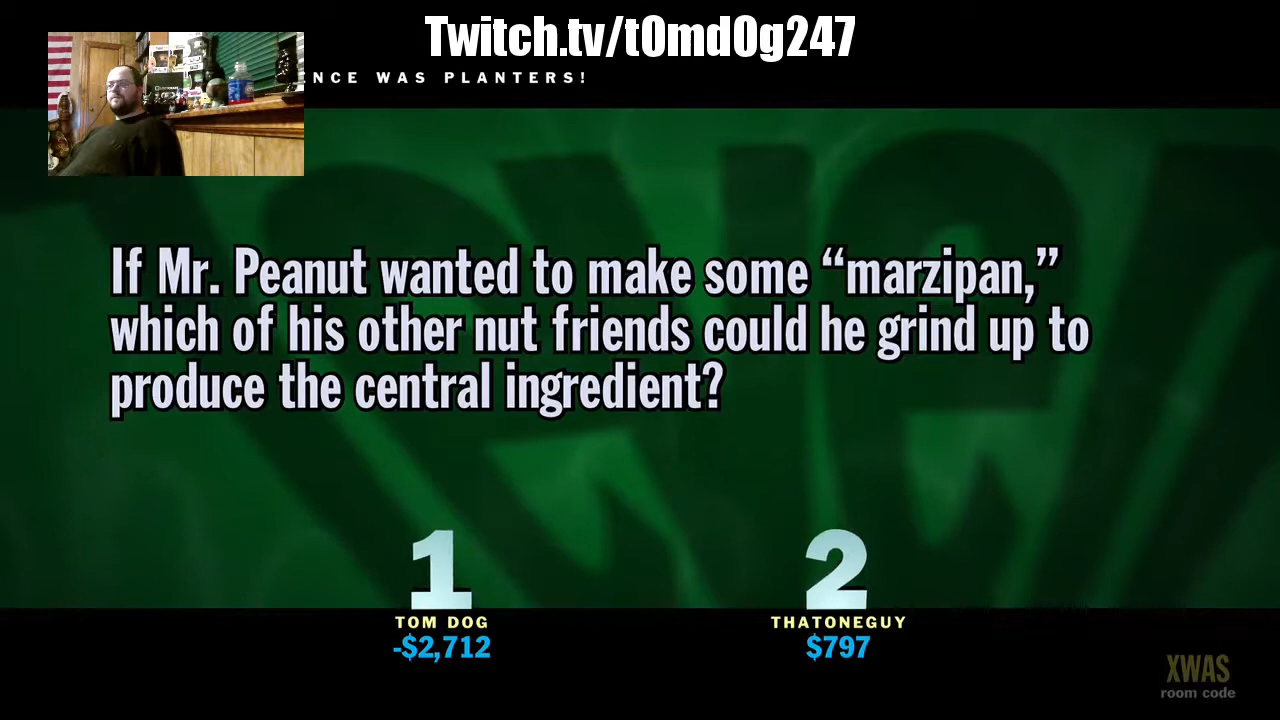 Twitch.tv/t0md0g247
ENCE WAS PLANTERS!
If Mr. Peanut wanted to make some “marzipan,”
which of his other nut friends could he grind up to
produce the central ingredient?
1
2
TOM DOG
THATONEGUY
-$2,712
$797
XWAS
room code